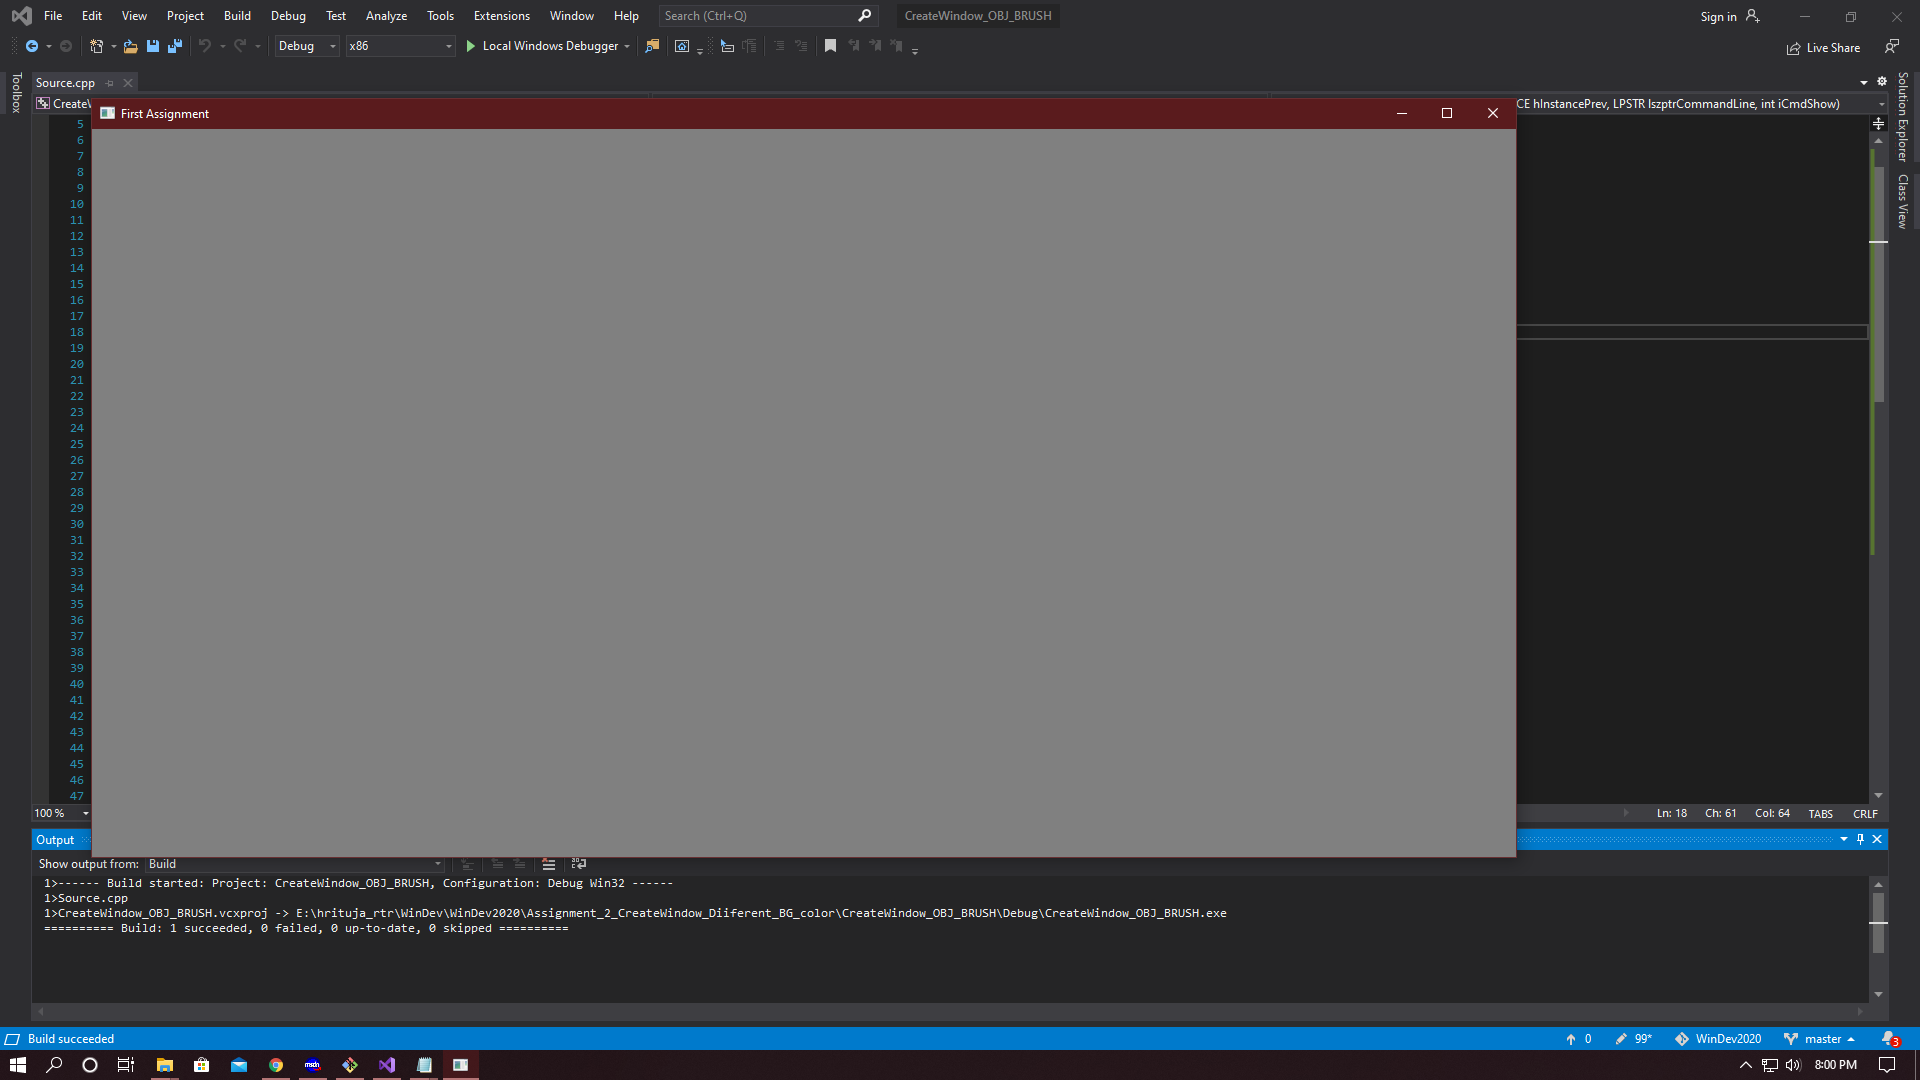 File Edit View Project Build Debug Test Analyze Tools Extensions Window Help Search (Ctrl+Q) CreateWindow_OBJ_BRUSH Sign in
Debug x86 Local Windows Debugger Live Share
Toolbox
Source.cpp
CreateW
CE hInstancePrev, LPSTR lszptrCommandLine, int iCmdShow)
First Assignment
Solution Explorer
Class View
5
6
7
8
9
10
11
12
13
14
15
16
17
18
19
20
21
22
23
24
25
26
27
28
29
30
31
32
33
34
35
36
37
38
39
40
41
42
43
44
45
46
47
100 % Ln: 18 Ch: 61 Col: 64 TABS CRLF
Output
Show output from: Build
1>------ Build started: Project: CreateWindow_OBJ_BRUSH, Configuration: Debug Win32 ------
1>Source.cpp
1>CreateWindow_OBJ_BRUSH.vcxproj -> E:\hrituja_rtr\WinDev\WinDev2020\Assignment_2_CreateWindow_Diiferent_BG_color\CreateWindow_OBJ_BRUSH\Debug\CreateWindow_OBJ_BRUSH.exe
========== Build: 1 succeeded, 0 failed, 0 up-to-date, 0 skipped ==========
Build succeeded 0 99* WinDev2020 master 3
msdn 8:00 PM